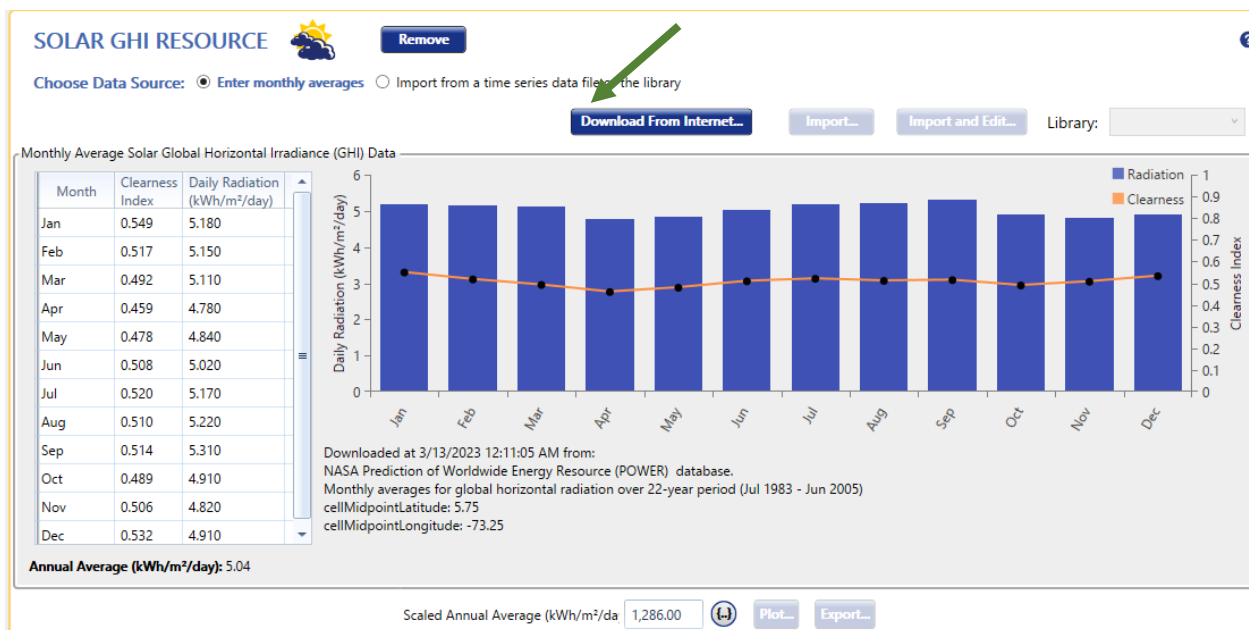 SOLAR GHI RESOURCE Remove ?
Choose Data Source: Enter monthly averages Import from a time series data file the library
Download From Internet... Import... Import and Edit... Library:
Monthly Average Solar Global Horizontal Irradiance (GHI) Data
Month Clearness Index Daily Radiation (kWh/m²/day)
Jan 0.549 5.180
Feb 0.517 5.150
Mar 0.492 5.110
Apr 0.459 4.780
May 0.478 4.840
Jun 0.508 5.020
Jul 0.520 5.170
Aug 0.510 5.220
Sep 0.514 5.310
Oct 0.489 4.910
Nov 0.506 4.820
Dec 0.532 4.910
Annual Average (kWh/m²/day): 5.04
Radiation
Clearness
Daily Radiation (kWh/m²/day)
6
5
4
3
2
1
0
Clearness Index
1
0.9
0.8
0.7
0.6
0.5
0.4
0.3
0.2
0.1
0
Jan Feb Mar Apr May Jun Jul Aug Sep Oct Nov Dec
Downloaded at 3/13/2023 12:11:05 AM from:
NASA Prediction of Worldwide Energy Resource (POWER) database.
Monthly averages for global horizontal radiation over 22-year period (Jul 1983 - Jun 2005)
cellMidpointLatitude: 5.75
cellMidpointLongitude: -73.25
Scaled Annual Average (kWh/m²/da 1,286.00 {..} Plot... Export...